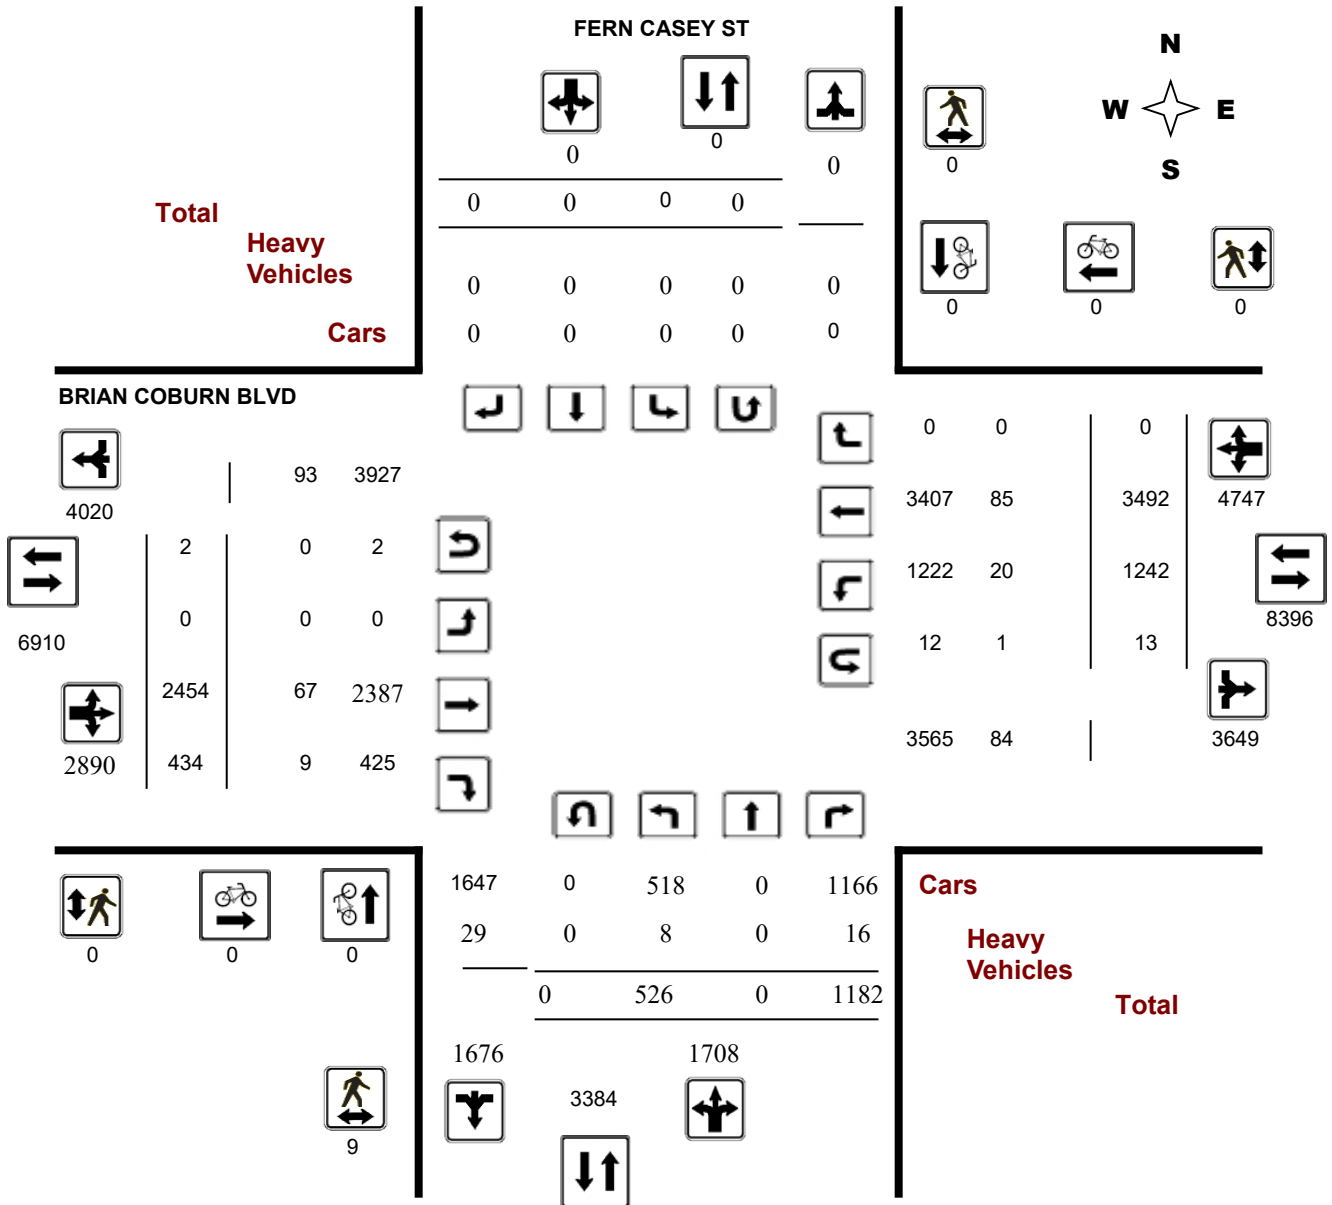 FERN CASEY ST
N
W E
S
0
0
0
0
0
Total
0 0 0 0
Heavy
Vehicles
0 0 0 0 0
0 0 0
Cars
0 0 0 0 0
BRIAN COBURN BLVD
0 0 0
93 3927
4020
3407 85 3492 4747
2 0 2
1222 20 1242
8396
0 0 0
6910
12 1 13
2454 67 2387
3565 84 3649
2890 434 9 425
1647 0 518 0 1166
Cars
29 0 8 0 16
Heavy
Vehicles
0 0 0
0 526 0 1182
Total
1676 1708
3384
9